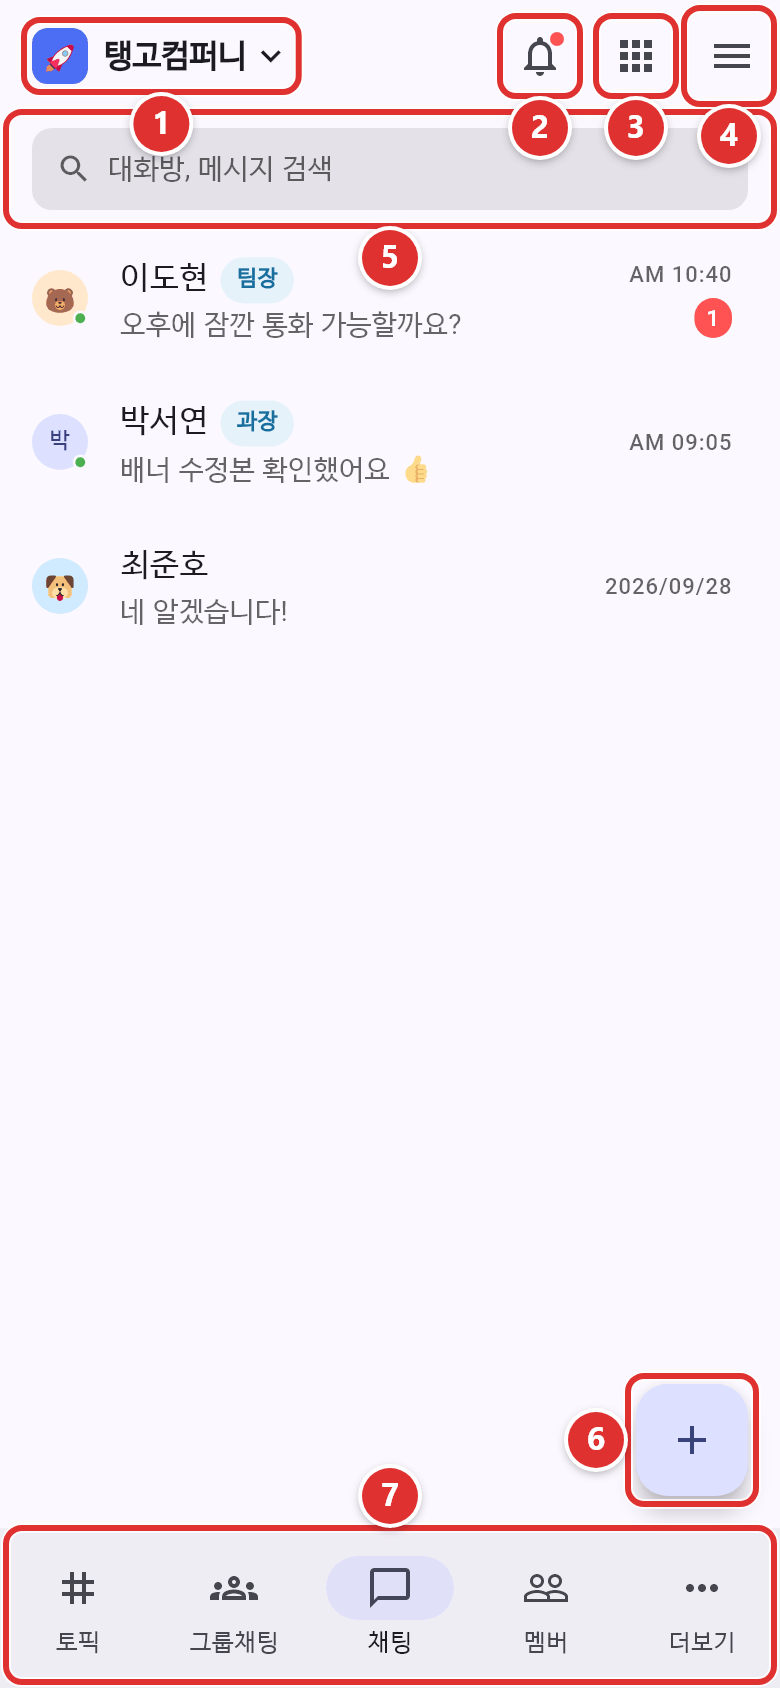 탱고컴퍼니
1
2
3
4
대화방, 메시지 검색
5
이도현 팀장
AM 10:40
오후에 잠깐 통화 가능할까요?
1
박
박서연 과장
AM 09:05
배너 수정본 확인했어요 👍
최준호
2026/09/28
네 알겠습니다!
6
7
토픽
그룹채팅
채팅
멤버
더보기